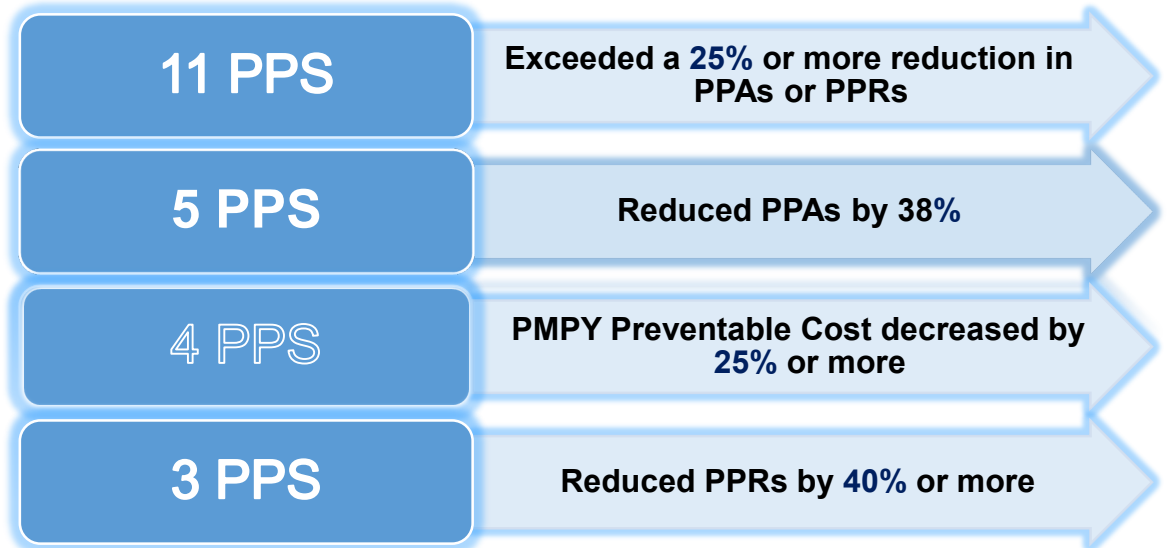 11 PPS
Exceeded a 25% or more reduction in
PPAs or PPRs
5 PPS
Reduced PPAs by 38%
4 PPS
PMPY Preventable Cost decreased by
25% or more
3 PPS
Reduced PPRs by 40% or more